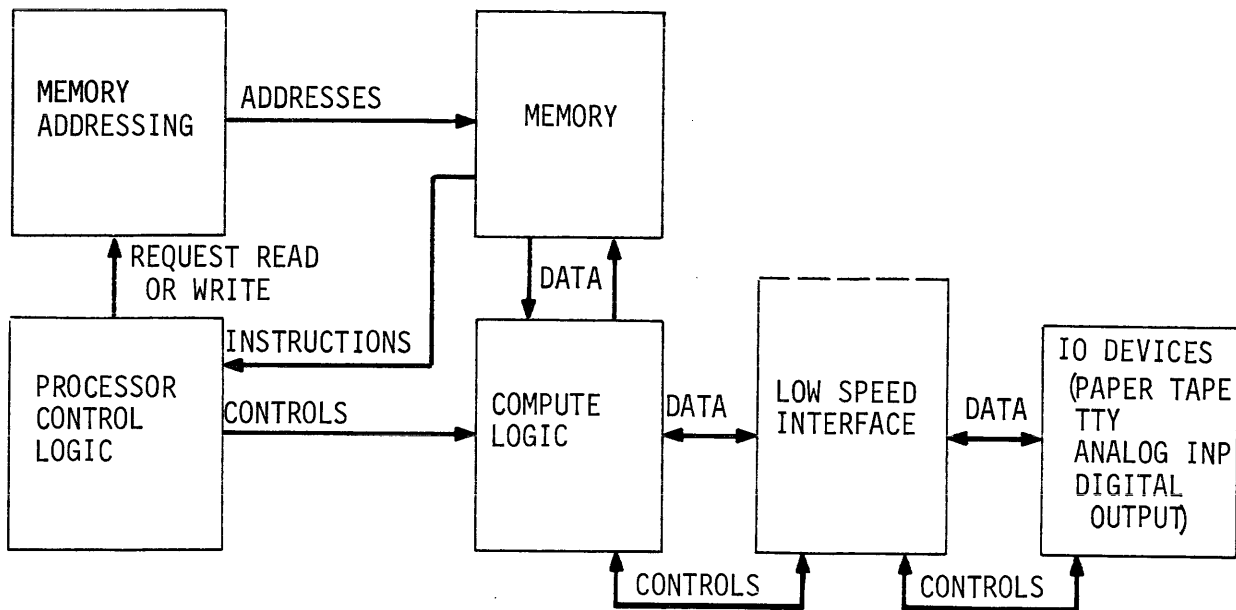 MEMORY
ADDRESSING
ADDRESSES
MEMORY
REQUEST READ
OR WRITE
DATA
INSTRUCTIONS
PROCESSOR
CONTROL
LOGIC
CONTROLS
COMPUTE
LOGIC
DATA
LOW SPEED
INTERFACE
DATA
IO DEVICES
(PAPER TAPE
TTY
ANALOG INP
DIGITAL
OUTPUT)
CONTROLS
CONTROLS